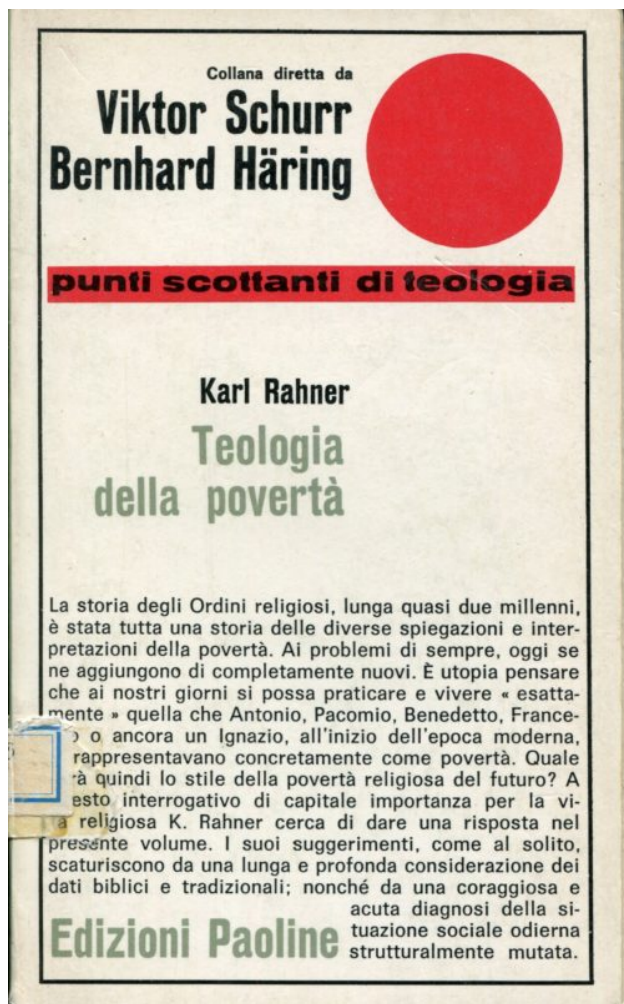 Collana diretta da
Viktor Schurr
Bernhard Häring
punti scottanti di teologia
Karl Rahner
Teologia
della povertà
La storia degli Ordini religiosi, lunga quasi due millenni,
è stata tutta una storia delle diverse spiegazioni e inter-
pretazioni della povertà. Ai problemi di sempre, oggi se
ne aggiungono di completamente nuovi. È utopia pensare
che ai nostri giorni si possa praticare e vivere « esatta-
mente » quella che Antonio, Pacomio, Benedetto, France-
o ancora un Ignazio, all'inizio dell'epoca moderna,
rappresentavano concretamente come povertà. Quale
quindi lo stile della povertà religiosa del futuro? A
interrogativo di capitale importanza per la vi-
religiosa K. Rahner cerca di dare una risposta nel
presente volume. I suoi suggerimenti, come al solito,
scaturiscono da una lunga e profonda considerazione dei
dati biblici e tradizionali; nonché da una coraggiosa e
acuta diagnosi della si-
tuazione sociale odierna
strutturalmente mutata.
Edizioni Paoline